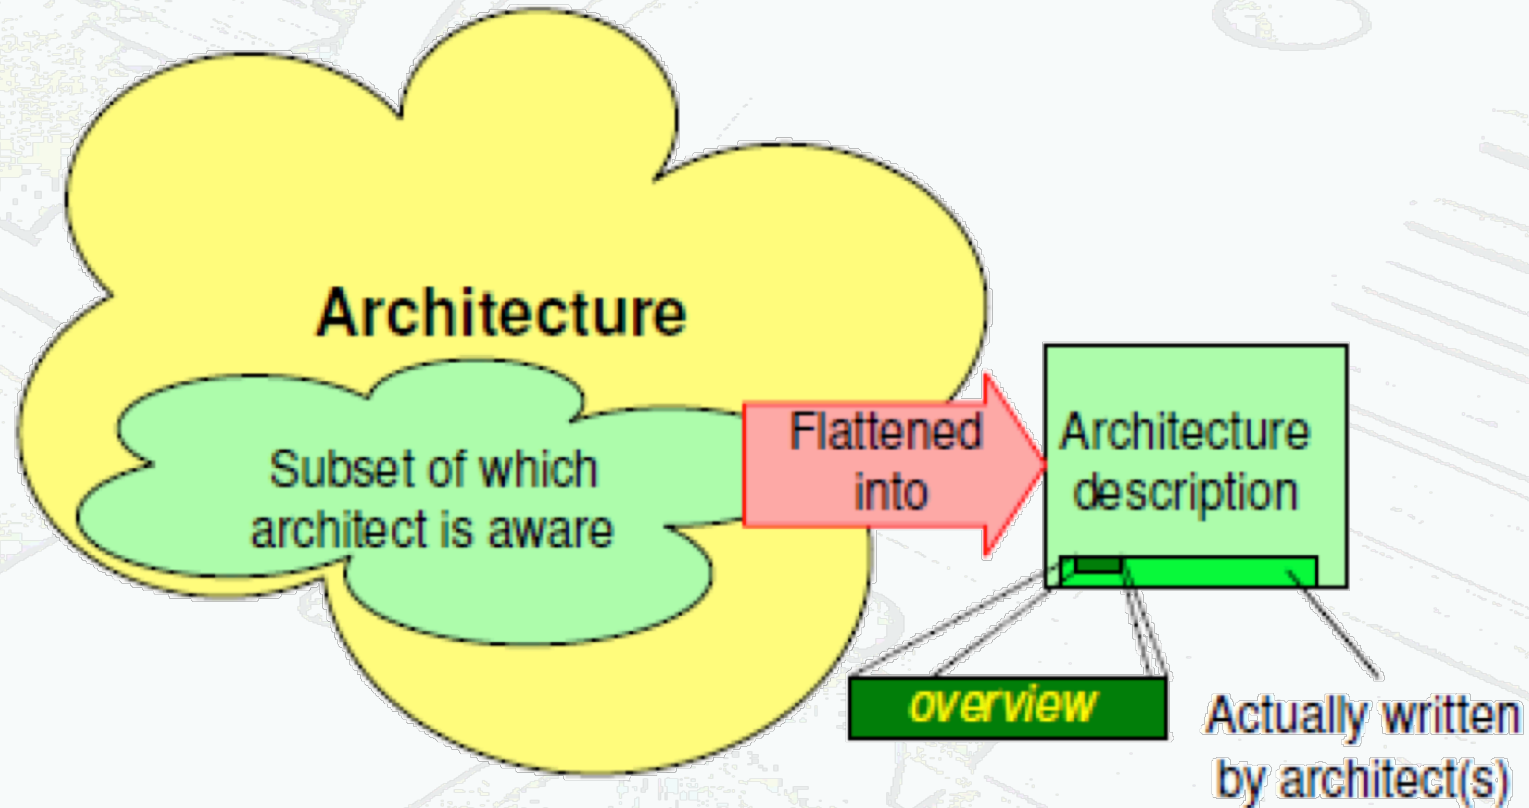 Architecture
Subset of which
architect is aware
Flattened
into
Architecture
description
overview
Actually written
by architect(s)